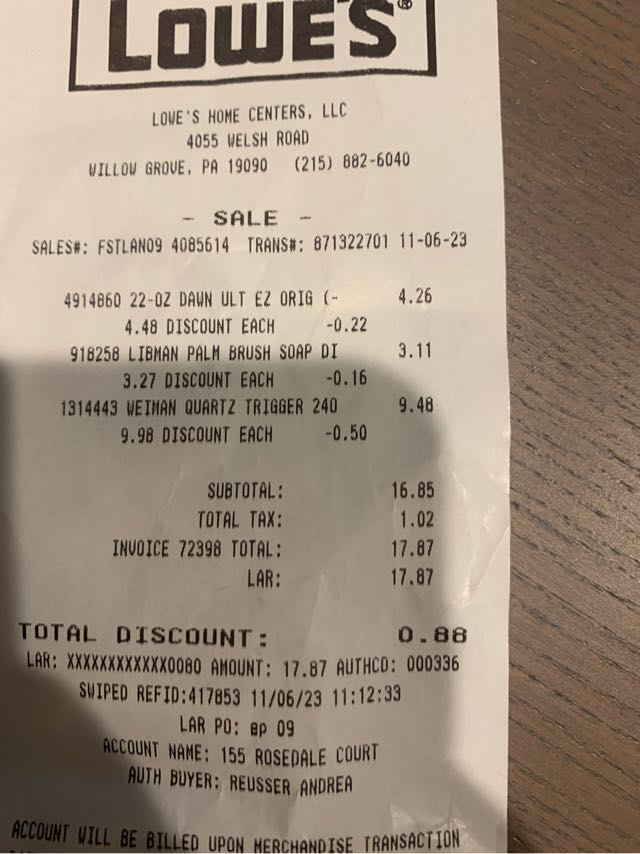 LOWE'S®
LOWE'S HOME CENTERS, LLC
4055 WELSH ROAD
WILLOW GROVE, PA 19090 (215) 882-6040
- SALE -
SALES#: FSTLAN09 4085614 TRANS#: 871322701 11-06-23
4914860 22-OZ DAWN ULT EZ ORIG (- 4.26
4.48 DISCOUNT EACH -0.22
918258 LIBMAN PALM BRUSH SOAP DI 3.11
3.27 DISCOUNT EACH -0.16
1314443 WEIMAN QUARTZ TRIGGER 240 9.48
9.98 DISCOUNT EACH -0.50
SUBTOTAL: 16.85
TOTAL TAX: 1.02
INVOICE 72398 TOTAL: 17.87
LAR: 17.87
TOTAL DISCOUNT: 0.88
LAR: XXXXXXXXXXXX0080 AMOUNT: 17.87 AUTHCD: 000336
SWIPED REFID:417853 11/06/23 11:12:33
LAR PO: BP 09
ACCOUNT NAME: 155 ROSEDALE COURT
AUTH BUYER: REUSSER ANDREA
ACCOUNT WILL BE BILLED UPON MERCHANDISE TRANSACTION